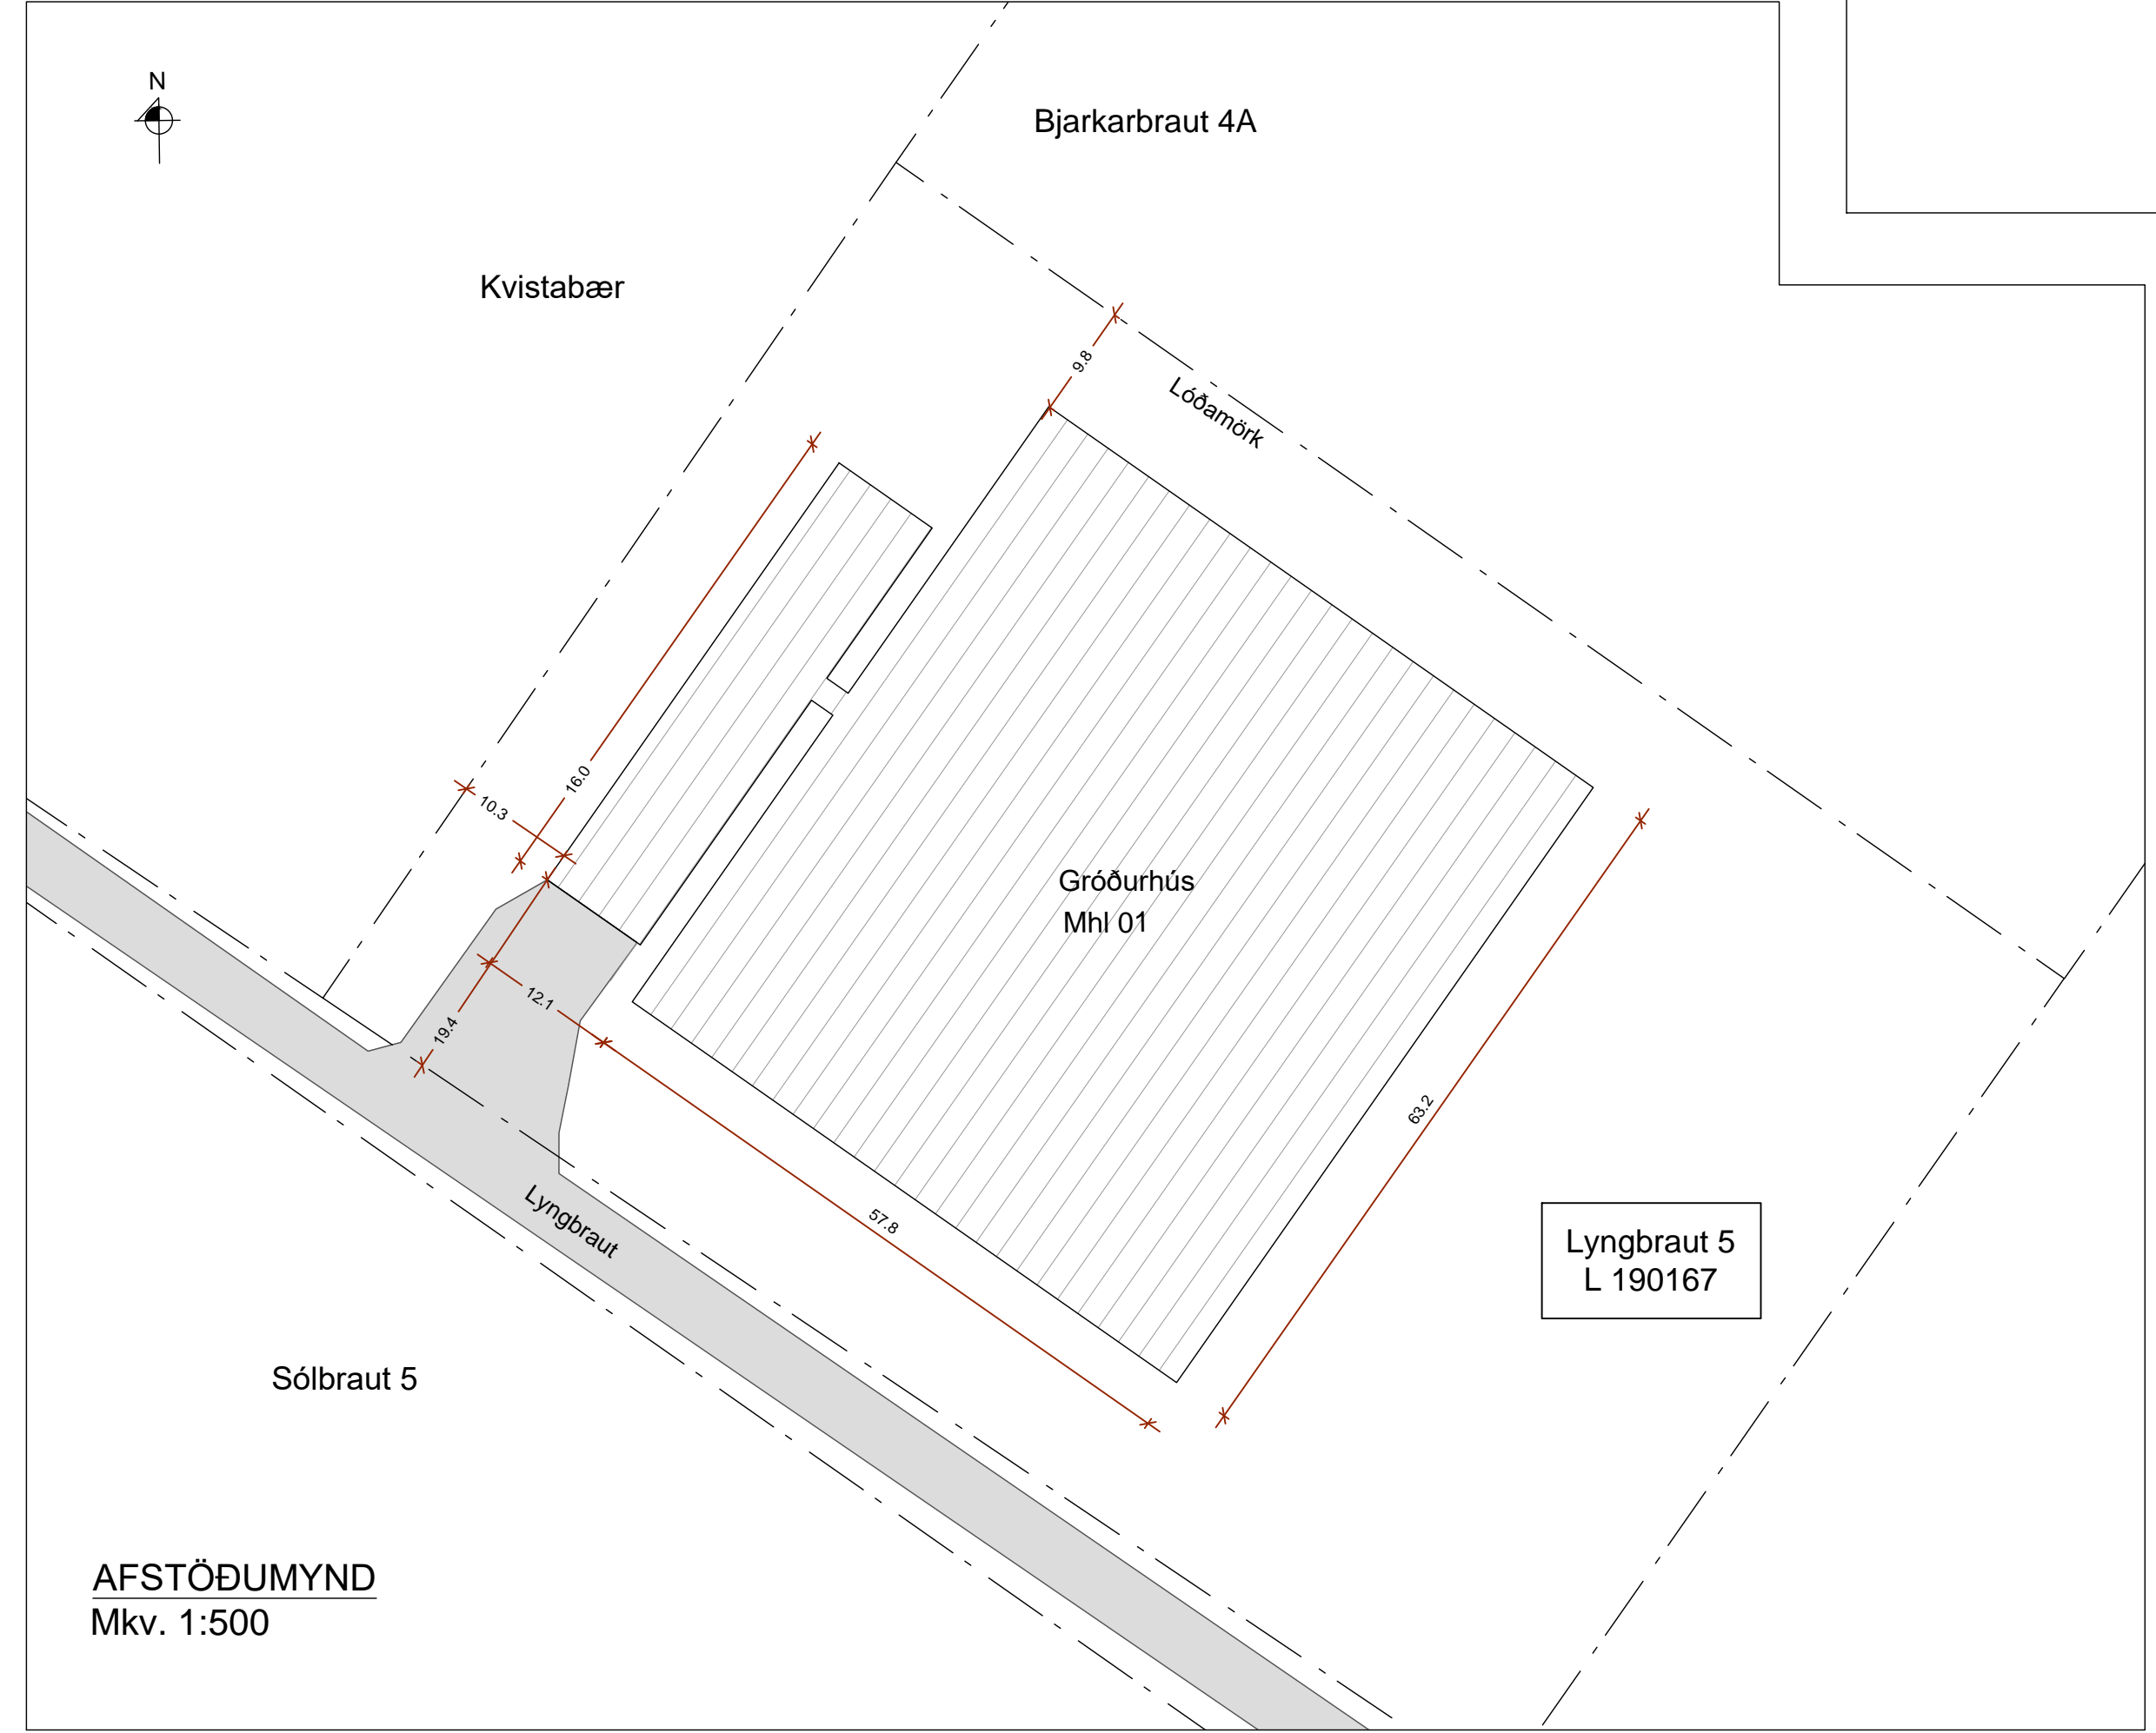 N
Bjarkarbraut 4A
Kvistabær
9.8
Lóðamörk
16.0
10.3
Gróðurhús
Mhl 01
12.1
19.4
63.2
57.8
Lyngbraut
Lyngbraut 5
L 190167
Sólbraut 5
AFSTÖÐUMYND
Mkv. 1:500